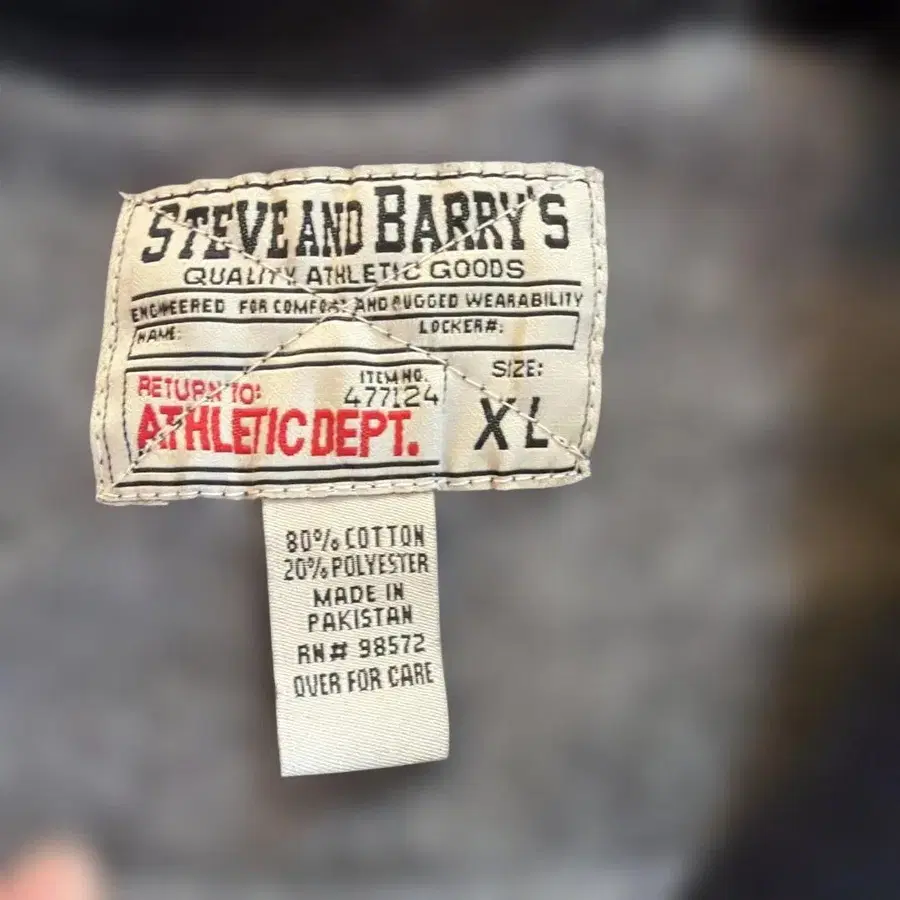 STEVE AND BARRY'S
QUALITY ATHLETIC GOODS
ENGINEERED FOR COMFORT AND RUGGED WEARABILITY
NAME: LOCKER#:
RETURN TO: ITEM NO. SIZE:
477124
ATHLETIC DEPT. XL
80% COTTON
20% POLYESTER
MADE IN
PAKISTAN
RN# 98572
OVER FOR CARE